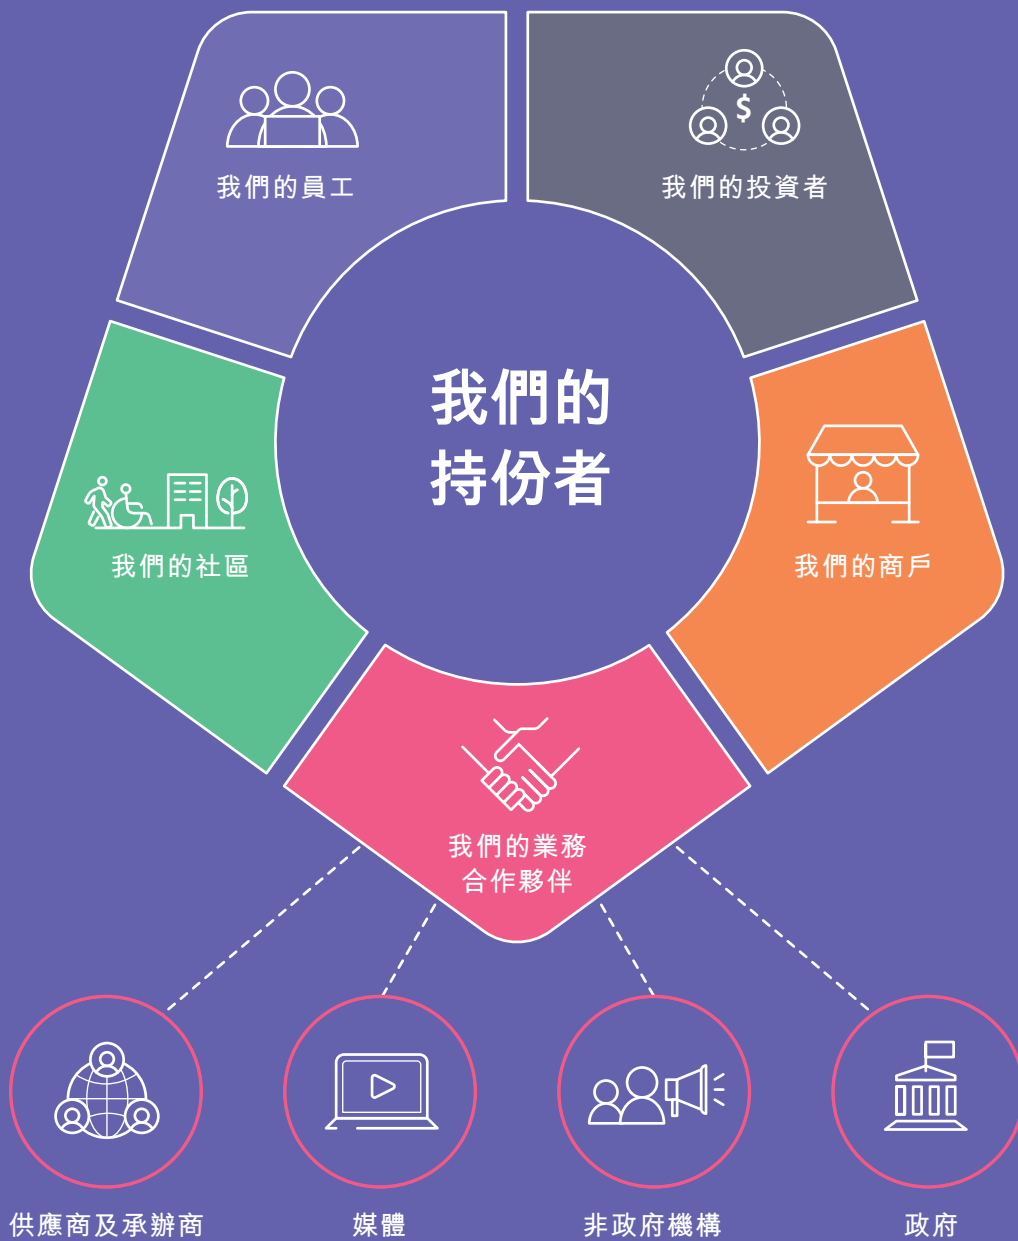 我們的員工
我們的投資者
我們的
持份者
我們的社區
我們的商戶
$
我們的業務
合作夥伴
供應商及承辦商
媒體
非政府機構
政府